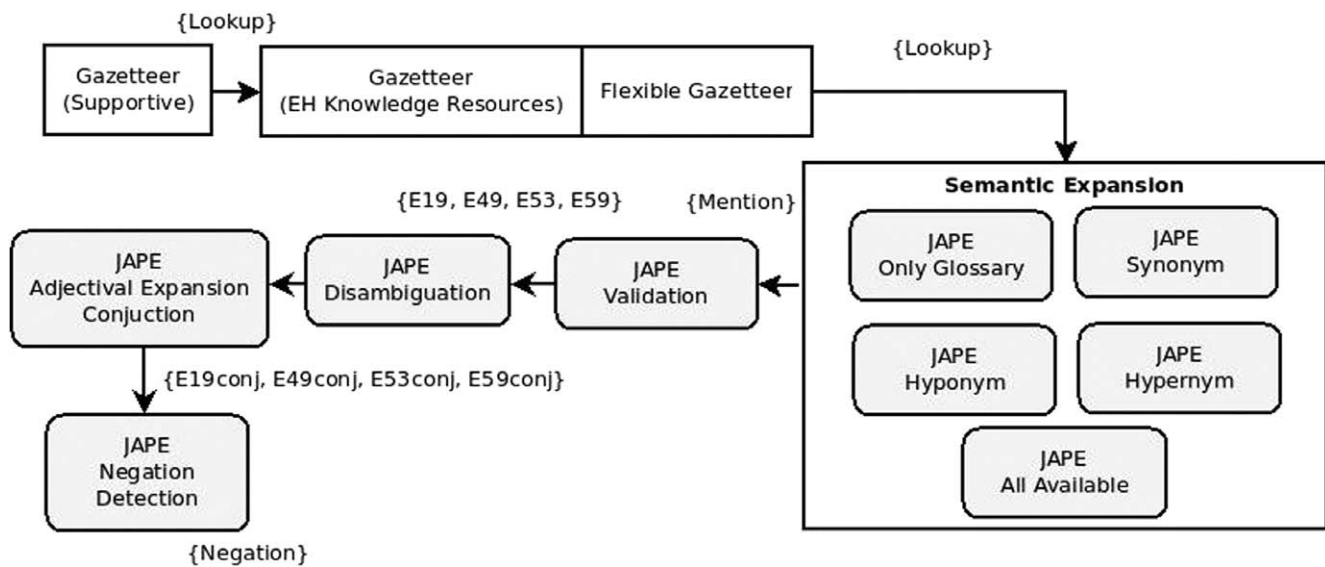 {Lookup}
Gazetteer
(Supportive)
Gazetteer
(EH Knowledge Resources)
Flexible Gazetteer
{Lookup}
Semantic Expansion
JAPE
Only Glossary
JAPE
Synonym
JAPE
Hyponym
JAPE
Hypernym
JAPE
All Available
{Mention}
JAPE
Validation
{E19, E49, E53, E59}
JAPE
Disambiguation
JAPE
Adjectival Expansion
Conjuction
{E19conj, E49conj, E53conj, E59conj}
JAPE
Negation
Detection
{Negation}